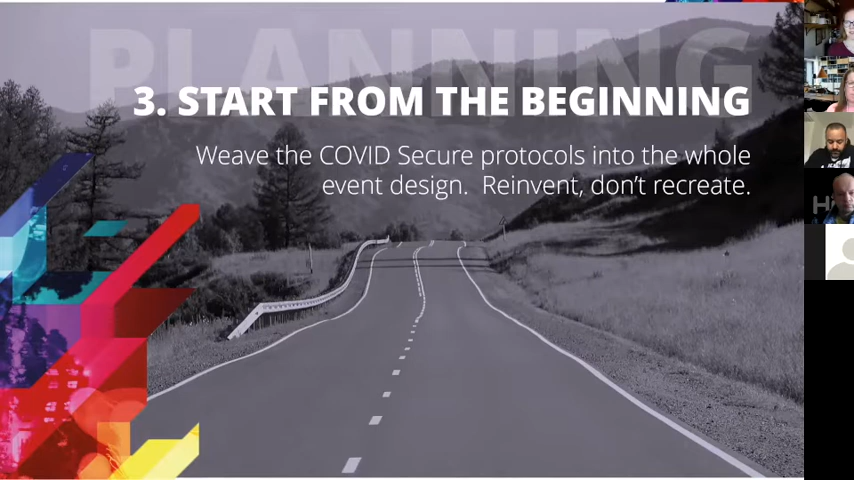 PLANNING
3. START FROM THE BEGINNING
Weave the COVID Secure protocols into the whole
event design.  Reinvent, don't recreate.